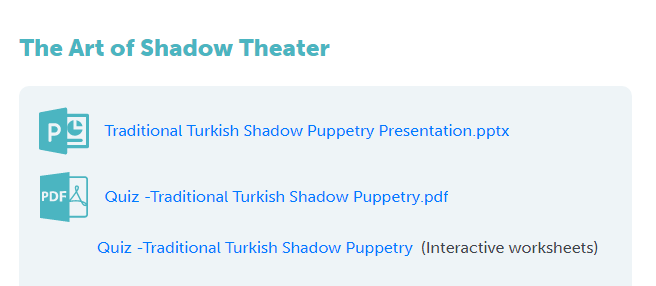 The Art of Shadow Theater
P
Traditional Turkish Shadow Puppetry Presentation.pptx
PDF
Quiz -Traditional Turkish Shadow Puppetry.pdf
Quiz -Traditional Turkish Shadow Puppetry (Interactive worksheets)